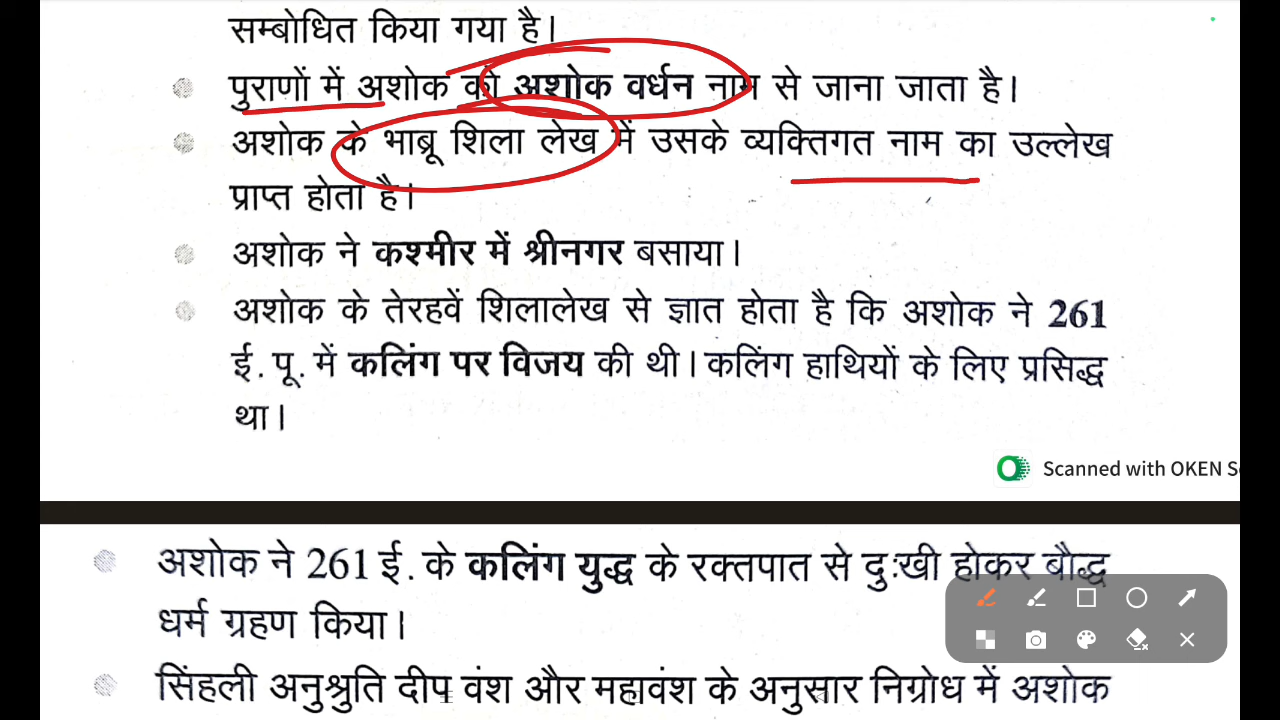 सम्बोधित किया गया है।
पुराणों में अशोक को अशोक वर्धन नाम से जाना जाता है।
अशोक के भाब्रू शिला लेख में उसके व्यक्तिगत नाम का उल्लेख
प्राप्त होता है।
अशोक ने कश्मीर में श्रीनगर बसाया।
अशोक के तेरहवें शिलालेख से ज्ञात होता है कि अशोक ने 261
ई. पू. में कलिंग पर विजय की थी। कलिंग हाथियों के लिए प्रसिद्ध
था।
Scanned with OKEN S
अशोक ने 261 ई. के कलिंग युद्ध के रक्तपात से दुःखी होकर बौद्ध
धर्म ग्रहण किया।
सिंहली अनुश्रुति दीप वंश और महावंश के अनुसार निग्रोध में अशोक